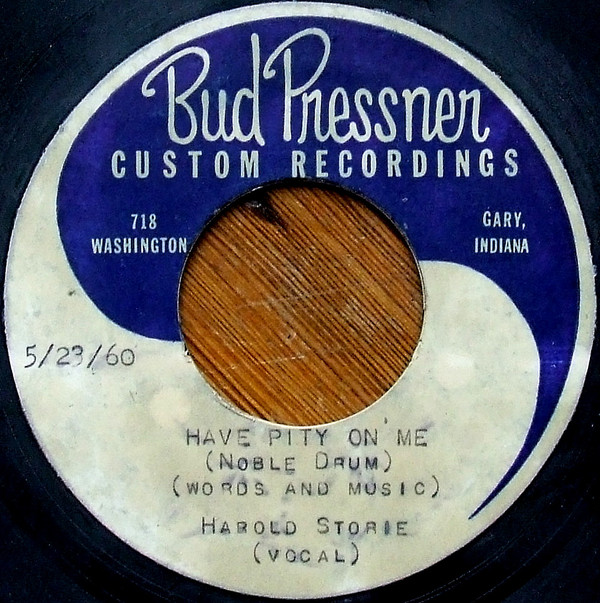 Bud Pressner
CUSTOM RECORDINGS
718
WASHINGTON
GARY,
INDIANA
5/23/60
HAVE PITY ON ME
(NOBLE DRUM)
(WORDS AND MUSIC)
HAROLD STORIE
(VOCAL)